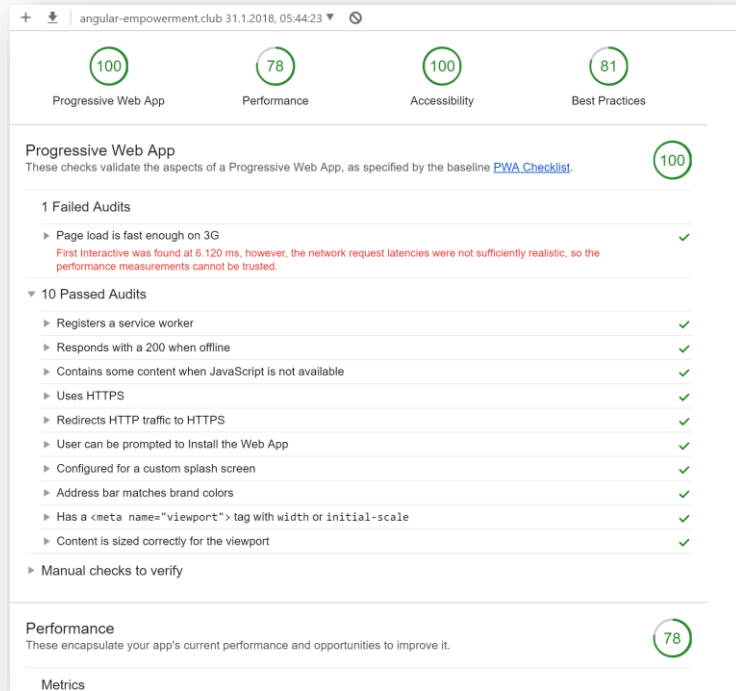 angular-empowerment.club 31.1.2018, 05:44:23
100
78
100
81
Progressive Web App
Performance
Accessibility
Best Practices
Progressive Web App
These checks validate the aspects of a Progressive Web App, as specified by the baseline PWA Checklist.
100
1 Failed Audits
Page load is fast enough on 3G
First Interactive was found at 6.120 ms, however, the network request latencies were not sufficiently realistic, so the
performance measurements cannot be trusted.
10 Passed Audits
Registers a service worker
Responds with a 200 when offline
Contains some content when JavaScript is not available
Uses HTTPS
Redirects HTTP traffic to HTTPS
User can be prompted to Install the Web App
Configured for a custom splash screen
Address bar matches brand colors
Has a <meta name="viewport"> tag with width or initial-scale
Content is sized correctly for the viewport
Manual checks to verify
Performance
These encapsulate your app's current performance and opportunities to improve it.
78
Metrics